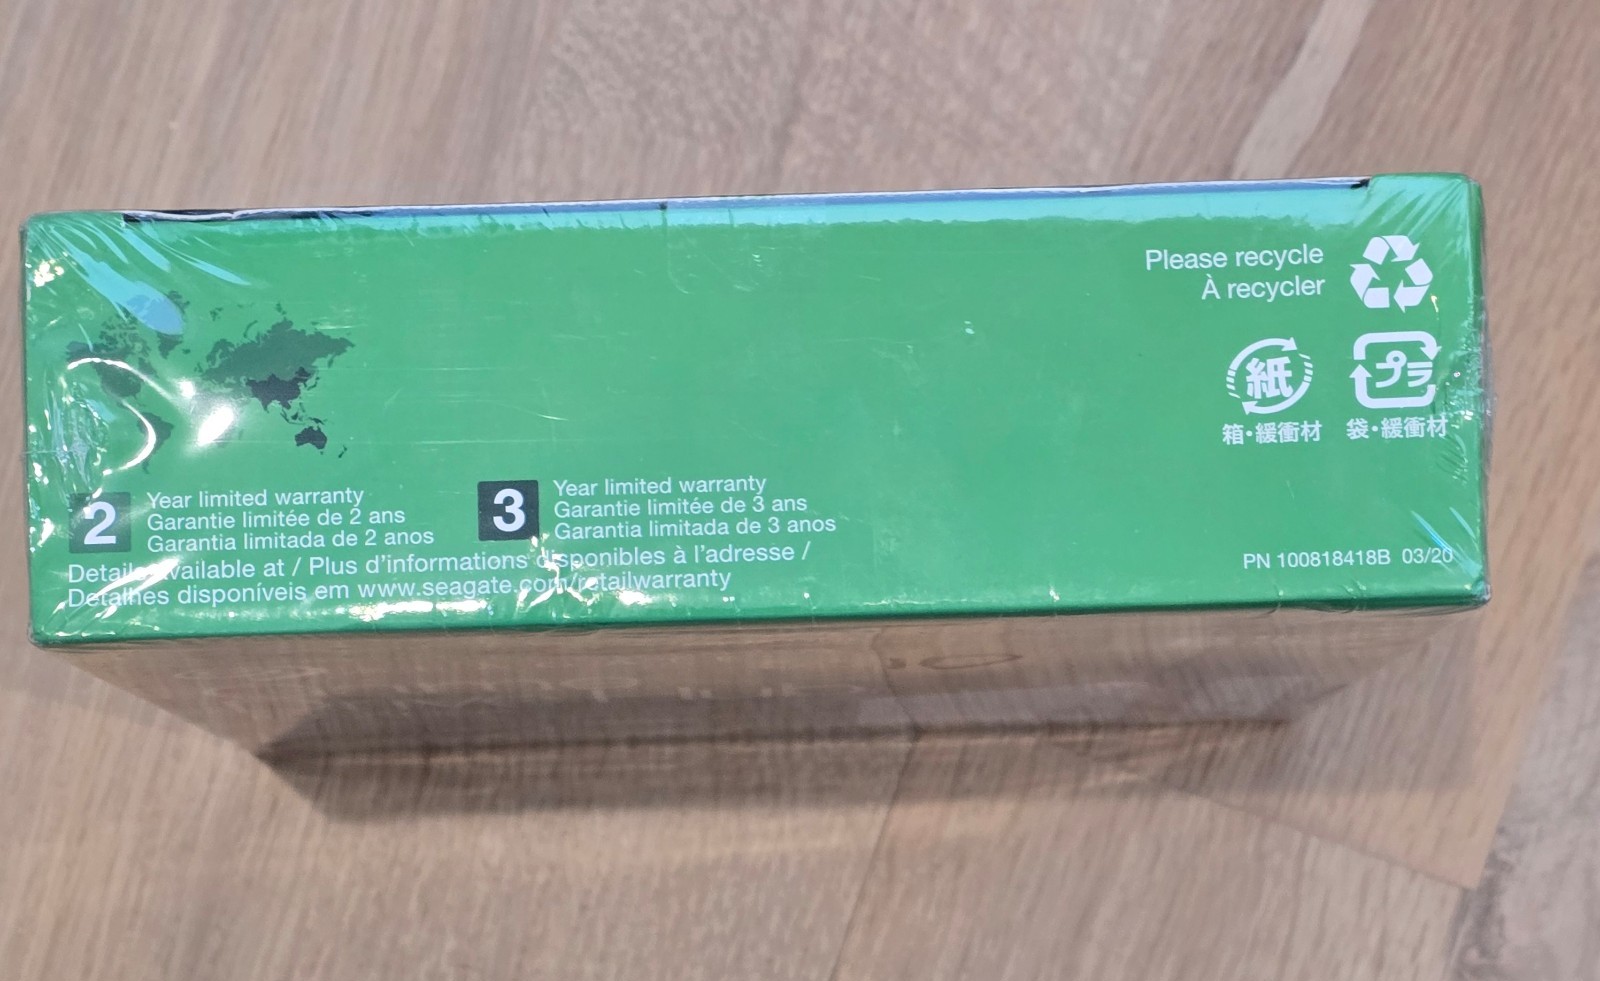 Please recycle
À recycler
紙
プラ
箱・緩衝材
袋・緩衝材
2
Year limited warranty
Garantie limitée de 2 ans
Garantia limitada de 2 anos
3
Year limited warranty
Garantie limitée de 3 ans
Garantia limitada de 3 anos
Details available at / Plus d'informations disponibles à l'adresse /
Detalhes disponíveis em www.seagate.com/retailwarranty
PN 100818418B 03/20